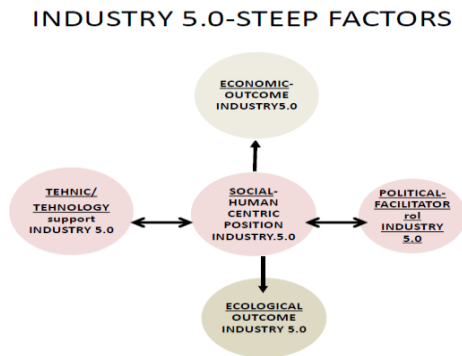 INDUSTRY 5.0-STEEP FACTORS
ECONOMIC-
OUTCOME
INDUSTRY5.0
TEHNIC/
TEHNOLOGY
support
INDUSTRY 5.0
SOCIAL-
HUMAN
CENTRIC
POSITION
INDUSTRY.5.0
POLITICAL-
FACILITATOR
rol
INDUSTRY
5.0
ECOLOGICAL
OUTCOME
INDUSTRY 5.0